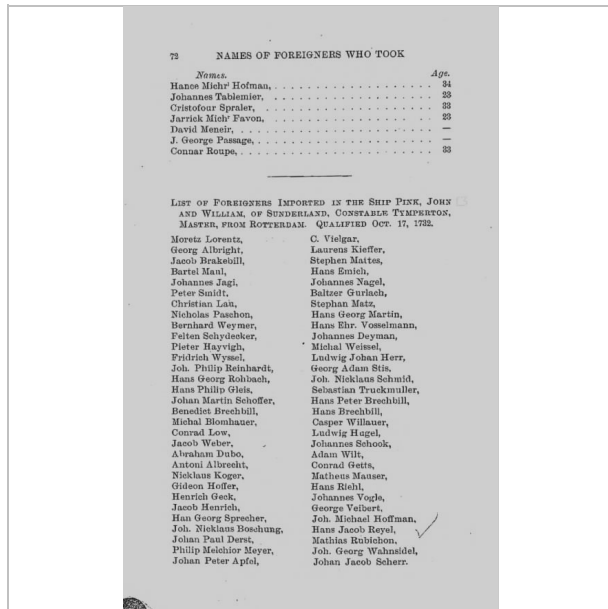 72 NAMES OF FOREIGNERS WHO TOOK
Names. Age.
Hance Michrl Hofman, 34
Johannes Tablemier, 23
Cristofour Spraler, 33
Jarrick Michr Favon, 23
David Meneir, —
J. George Passage, —
Connar Roupe, 33
LIST OF FOREIGNERS IMPORTED IN THE SHIP PINK, JOHN
AND WILLIAM, OF SUNDERLAND, CONSTABLE TYMPERTON,
MASTER, FROM ROTTERDAM. QUALIFIED OCT. 17, 1732.
Moretz Lorentz,
Georg Albright,
Jacob Brakebill,
Bartel Maul,
Johannes Jagi,
Peter Smidt,
Christian Lau,
Nicholas Paschon,
Bernhard Weymer,
Felten Schydecker,
Pieter Hayvigh,
Fridrich Wyssel,
Joh. Philip Reinhardt,
Hans Georg Rohbach,
Hans Philip Gleis,
Johan Martin Schoffer,
Benedict Brechbill,
Michal Blomhauer,
Conrad Low,
Jacob Weber,
Abraham Dubo,
Antoni Albrecht,
Nicklaus Koger,
Gideon Hoffer,
Henrich Geck,
Jacob Henrich,
Han Georg Sprecher,
Joh. Nicklaus Boschung,
Johan Paul Derst,
Philip Melchior Meyer,
Johan Peter Apfel,
C. Vielgar,
Laurens Kieffer,
Stephen Mattes,
Hans Emich,
Johannes Nagel,
Baltzer Gurlach,
Stephan Matz,
Hans Georg Martin,
Hans Ehr. Vosselmann,
Johannes Deyman,
Michal Weissel,
Ludwig Johan Herr,
Georg Adam Stis,
Joh. Nicklaus Schmid,
Sebastian Truckmuller,
Hans Peter Brechbill,
Hans Brechbill,
Casper Willauer,
Ludwig Hugel,
Johannes Schook,
Adam Wilt,
Conrad Getts,
Matheus Manser,
Hans Riehl,
Johannes Vogle,
George Veibert,
Joh. Michael Hoffman,
Hans Jacob Reyel,
Mathias Rubichon,
Joh. Georg Wahnsidel,
Johan Jacob Scherr.